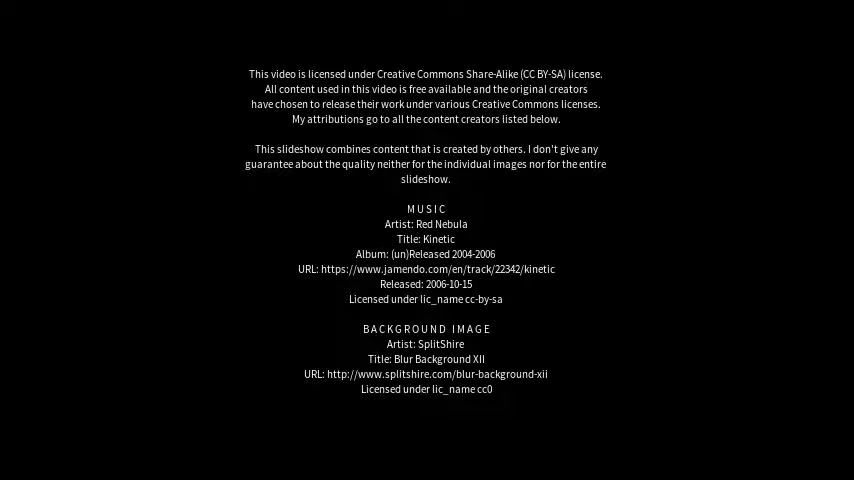 This video is licensed under Creative Commons Share-Alike (CC BY-SA) license.
All content used in this video is free available and the original creators
have chosen to release their work under various Creative Commons licenses.
My attributions go to all the content creators listed below.
This slideshow combines content that is created by others. I don't give any
guarantee about the quality neither for the individual images nor for the entire
slideshow.
MUSIC
Artist: Red Nebula
Title: Kinetic
Album: (un)Released 2004-2006
URL: https://www.jamendo.com/en/track/22342/kinetic
Released: 2006-10-15
Licensed under lic_name cc-by-sa
BACKGROUND IMAGE
Artist: SplitShire
Title: Blur Background XII
URL: http://www.splitshire.com/blur-background-xii
Licensed under lic_name cc0